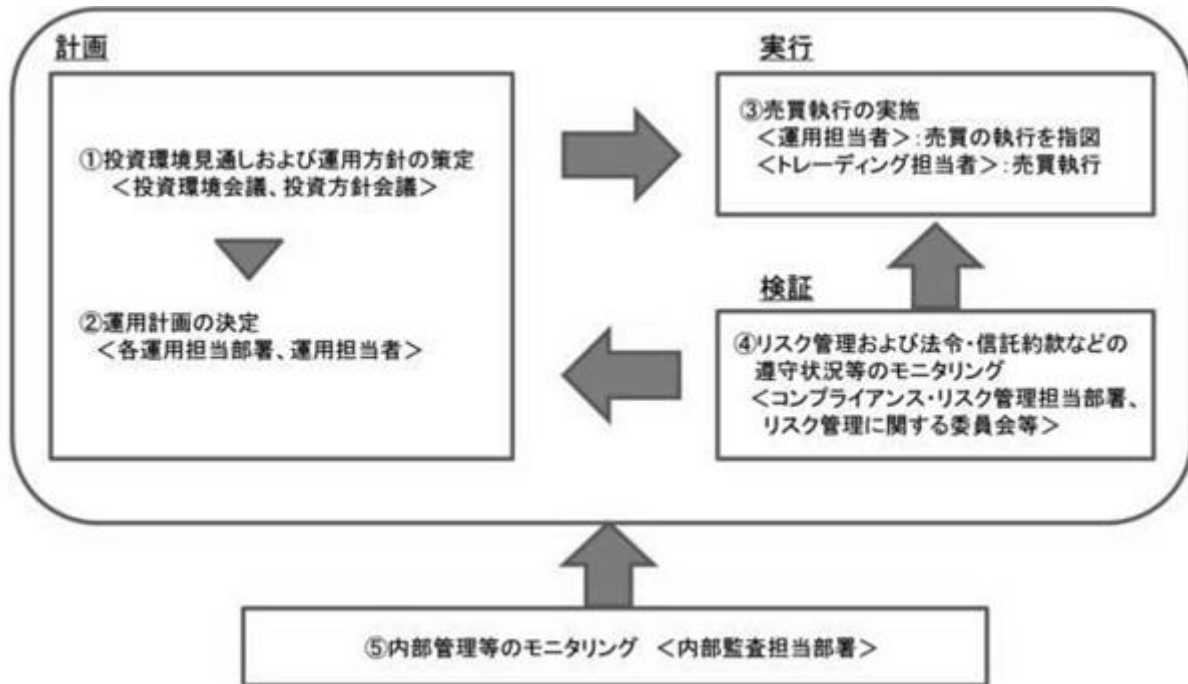 計画
①投資環境見通しおよび運用方針の策定
＜投資環境会議、投資方針会議＞
②運用計画の決定
＜各運用担当部署、運用担当者＞
実行
③売買執行の実施
＜運用担当者＞：売買の執行を指図
＜トレーディング担当者＞：売買執行
検証
④リスク管理および法令・信託約款などの
遵守状況等のモニタリング
＜コンプライアンス・リスク管理担当部署、
リスク管理に関する委員会等＞
⑤内部管理等のモニタリング ＜内部監査担当部署＞